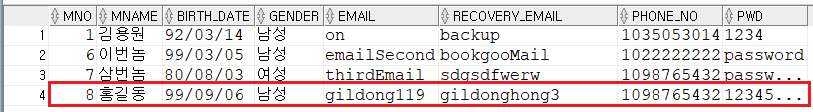 MNO MNAME BIRTH_DATE GENDER EMAIL RECOVERY_EMAIL PHONE_NO PWD
1 1 김용원 92/03/14 남성 on backup 1035053014 1234
2 6 이번놈 99/03/05 남성 emailSecond bookgooMail 1022222222 password
3 7 삼번놈 80/08/03 여성 thirdEmail sdgsdfwerw 1098765432 passw...
4 8 홍길동 99/09/06 남성 gildong119 gildonghong3 1098765432 12345...